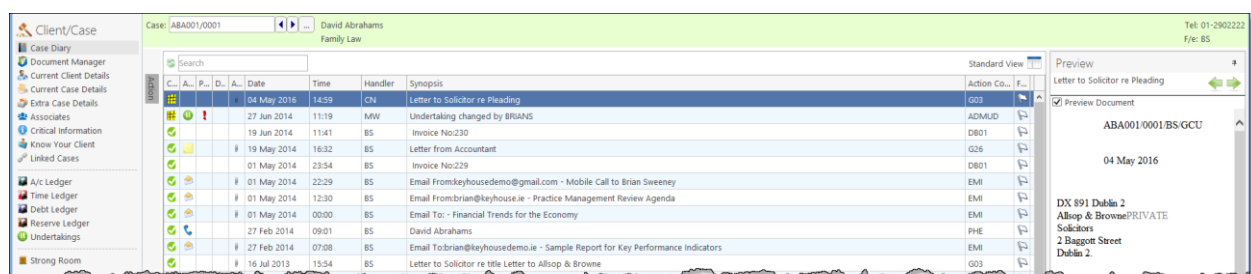 Client/Case
Case Diary
Document Manager
Current Client Details
Current Case Details
Extra Case Details
Associates
Critical Information
Know Your Client
Linked Cases
A/c Ledger
Time Ledger
Debt Ledger
Reserve Ledger
Undertakings
Strong Room
Case: ABA001/0001 ... David Abrahams
Family Law
Tel: 01-2902222
F/e: BS
Action
Search
Standard View
C... A... P... D.. A... Date Time Handler Synopsis Action Co... F...
04 May 2016 14:59 CN Letter to Solicitor re Pleading G03
27 Jun 2014 11:19 MW Undertaking changed by BRIANS ADMUD
19 Jun 2014 11:41 BS Invoice No:230 DB01
19 May 2014 16:32 BS Letter from Accountant G26
01 May 2014 23:54 BS Invoice No:229 DB01
01 May 2014 22:29 BS Email From:keyhousedemo@gmail.com - Mobile Call to Brian Sweeney EMI
01 May 2014 12:30 BS Email From:brian@keyhouse.ie - Practice Management Review Agenda EMI
01 May 2014 00:00 BS Email To: - Financial Trends for the Economy EMI
27 Feb 2014 09:01 BS David Abrahams PHE
27 Feb 2014 07:08 BS Email To:brian@keyhousedemo.ie - Sample Report for Key Performance Indicators EMI
16 Jul 2013 15:54 BS Letter to Solicitor re title Letter to Allsop & Browne G03
Preview
Letter to Solicitor re Pleading
Preview Document
ABA001/0001/BS/GCU
04 May 2016
DX 891 Dublin 2
Allsop & BrownePRIVATE
Solicitors
2 Baggott Street
Dublin 2.